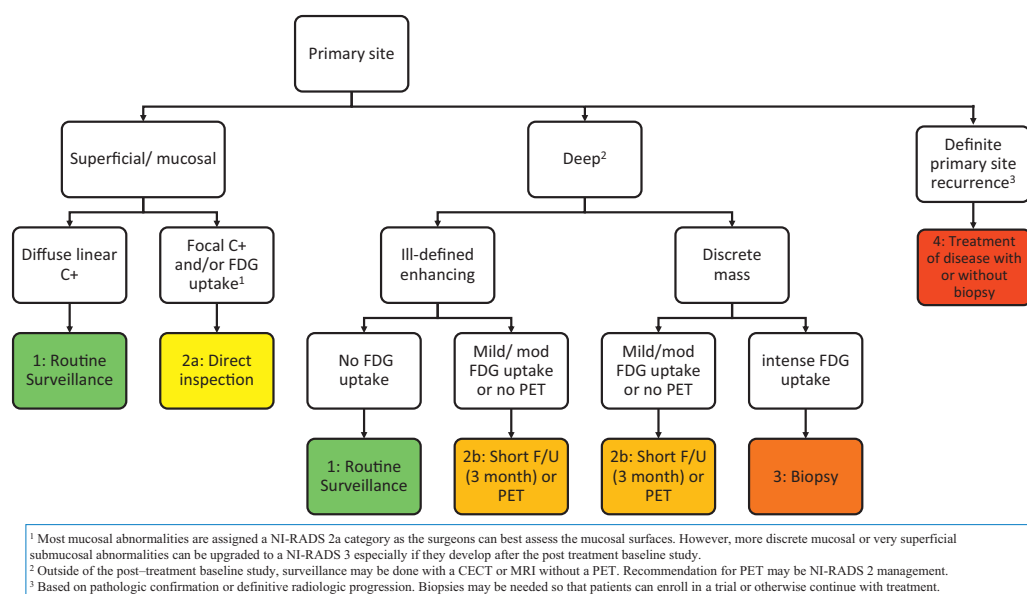 Primary site
Superficial/ mucosal
Deep²
Definite
primary site
recurrence³
Diffuse linear
C+
Focal C+
and/or FDG
uptake¹
Ill-defined
enhancing
Discrete
mass
4: Treatment
of disease with
or without
biopsy
1: Routine
Surveillance
2a: Direct
inspection
No FDG
uptake
Mild/ mod
FDG uptake
or no PET
Mild/mod
FDG uptake
or no PET
intense FDG
uptake
1: Routine
Surveillance
2b: Short F/U
(3 month) or
PET
2b: Short F/U
(3 month) or
PET
3: Biopsy
¹ Most mucosal abnormalities are assigned a NI-RADS 2a category as the surgeons can best assess the mucosal surfaces. However, more discrete mucosal or very superficial
submucosal abnormalities can be upgraded to a NI-RADS 3 especially if they develop after the post treatment baseline study.
² Outside of the post–treatment baseline study, surveillance may be done with a CECT or MRI without a PET. Recommendation for PET may be NI-RADS 2 management.
³ Based on pathologic confirmation or definitive radiologic progression. Biopsies may be needed so that patients can enroll in a trial or otherwise continue with treatment.